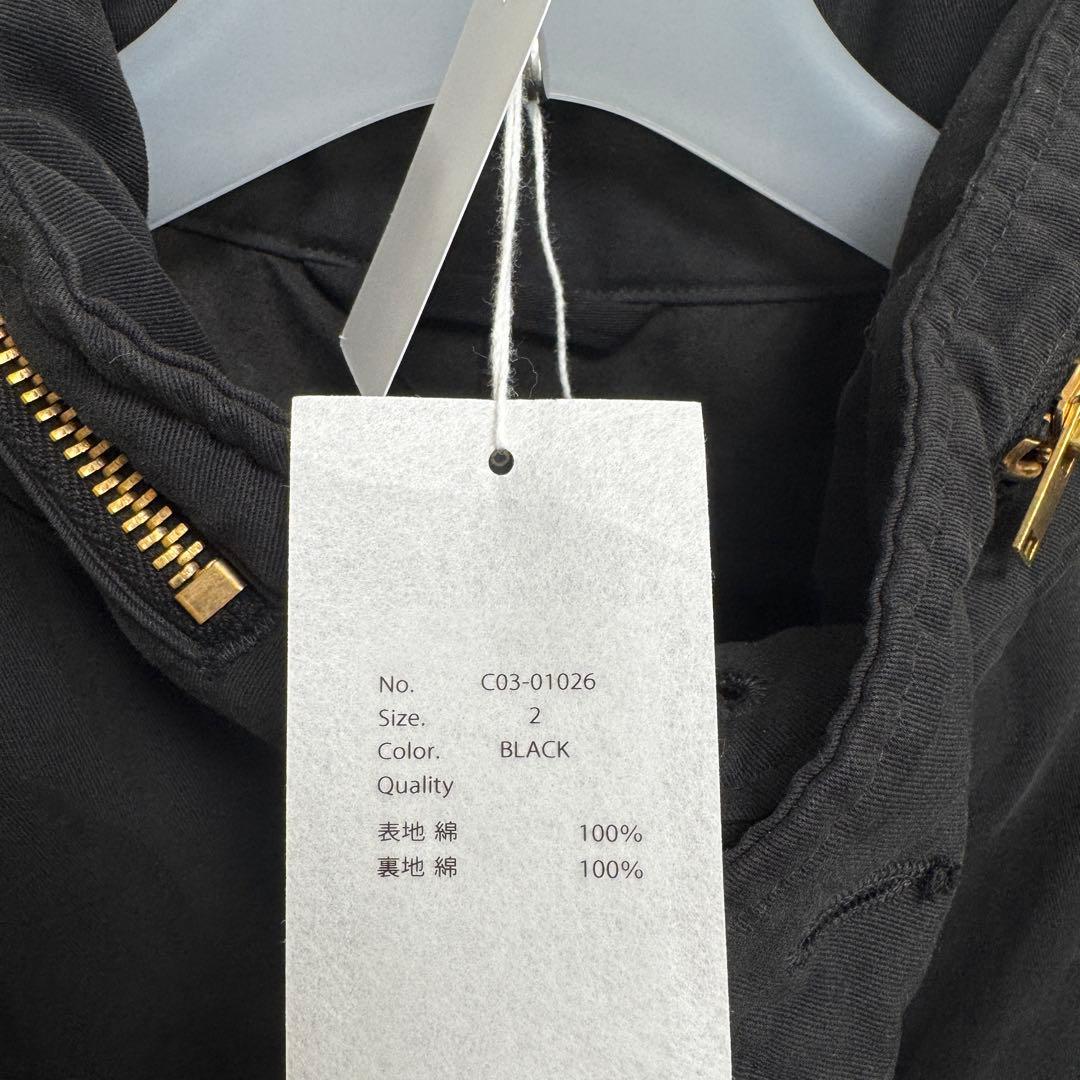 No. C03-01026
Size. 2
Color. BLACK
Quality
表地 綿 100%
裏地 綿 100%